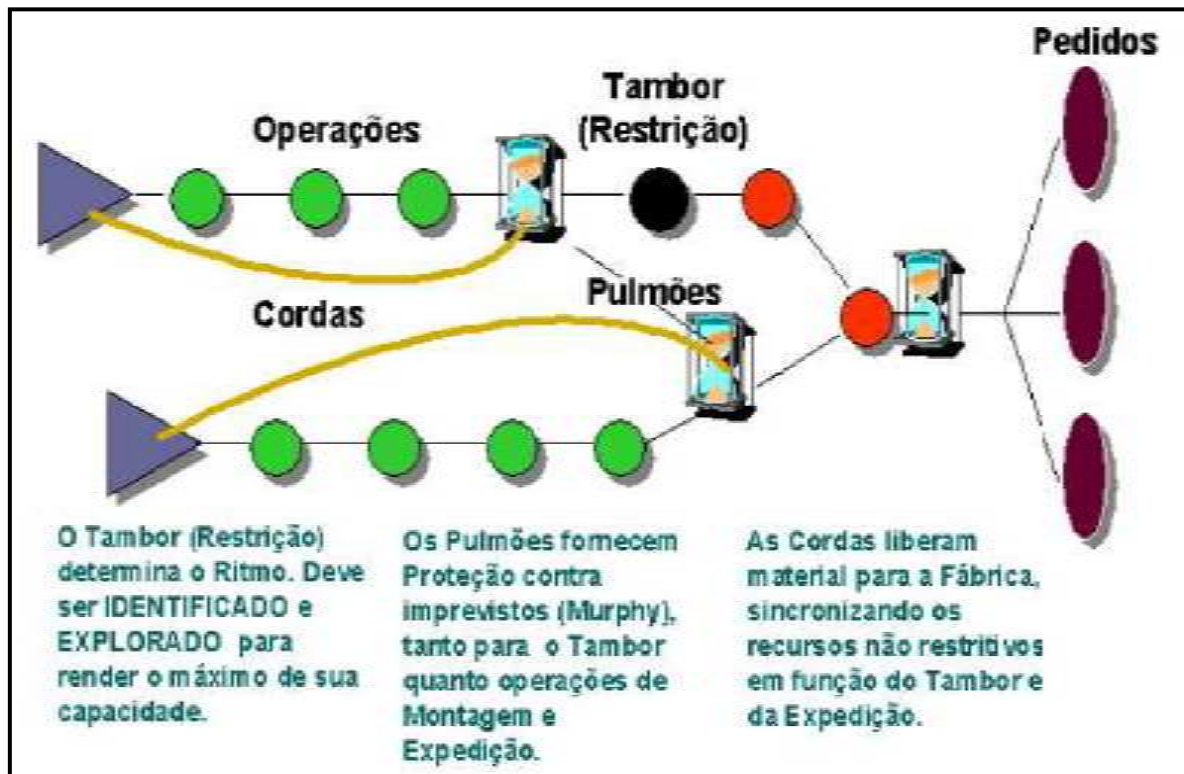 Pedidos
Tambor
(Restrição)
Operações
Cordas
Pulmões
O Tambor (Restrição)
determina o Ritmo. Deve
ser IDENTIFICADO e
EXPLORADO para
render o máximo de sua
capacidade.
Os Pulmões fornecem
Proteção contra
imprevistos (Murphy),
tanto para o Tambor
quanto operações de
Montagem e
Expedição.
As Cordas liberam
material para a Fábrica,
sincronizando os
recursos não restritivos
em função do Tambor e
da Expedição.